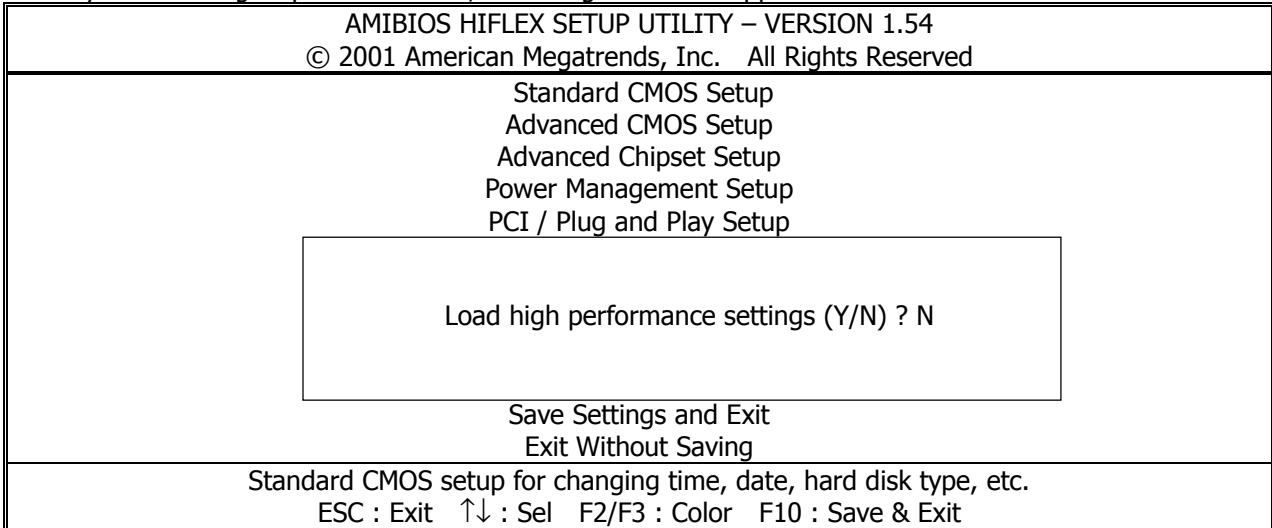 AMIBIOS HIFLEX SETUP UTILITY – VERSION 1.54
© 2001 American Megatrends, Inc. All Rights Reserved
Standard CMOS Setup
Advanced CMOS Setup
Advanced Chipset Setup
Power Management Setup
PCI / Plug and Play Setup
Load high performance settings (Y/N) ? N
Save Settings and Exit
Exit Without Saving
Standard CMOS setup for changing time, date, hard disk type, etc.
ESC : Exit ↑↓ : Sel F2/F3 : Color F10 : Save & Exit